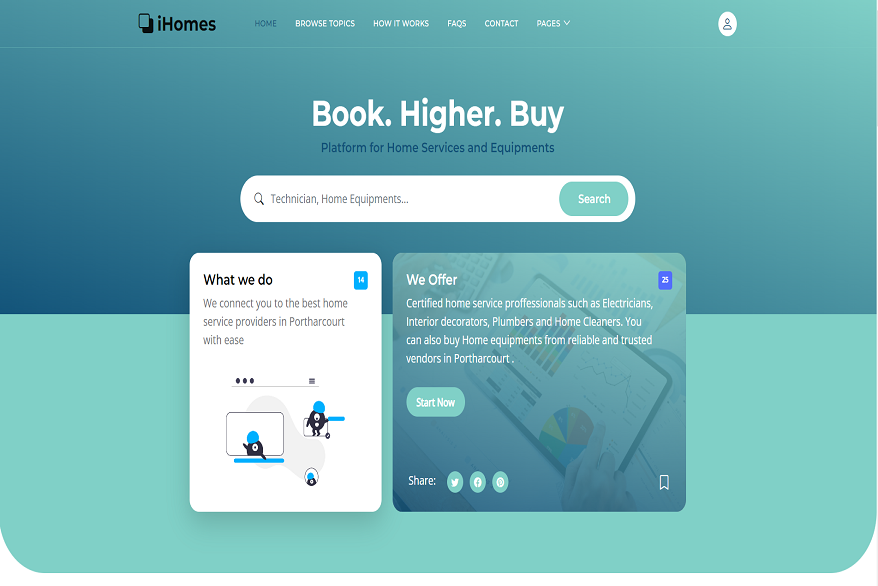 iHomes
HOME BROWSE TOPICS HOW IT WORKS FAQS CONTACT PAGES
Book. Higher. Buy
Platform for Home Services and Equipments
Technician, Home Equipments...
Search
What we do
14
We connect you to the best home
service providers in Portharcourt
with ease
We Offer
25
Certified home service proffessionals such as Electricians,
Interior decorators, Plumbers and Home Cleaners. You
can also buy Home equipments from reliable and trusted
vendors in Portharcourt .
Start Now
Share: